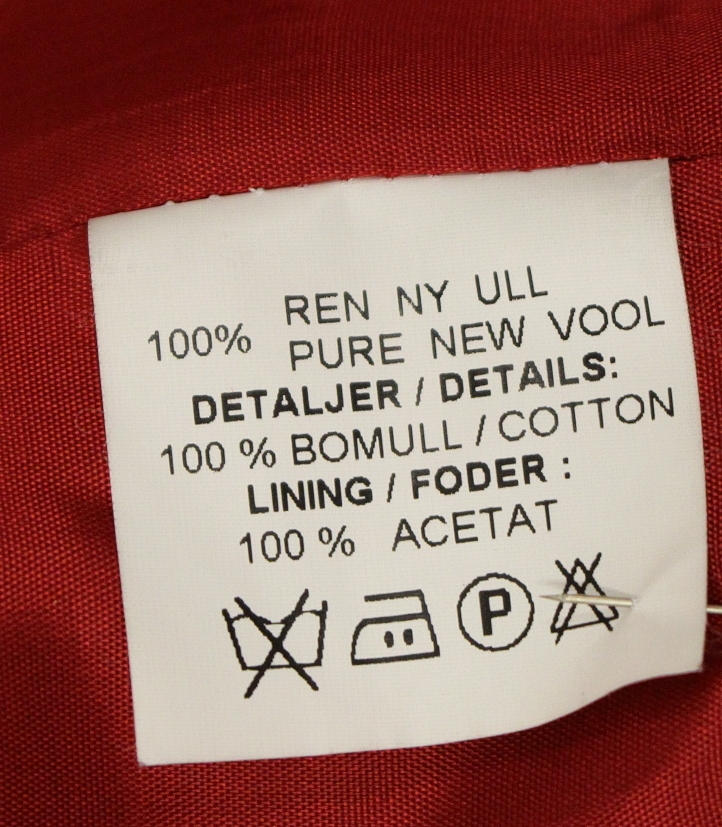 REN NY ULL
100% PURE NEW VOOL
DETALJER / DETAILS:
100 % BOMULL / COTTON
LINING / FODER :
100 % ACETAT
P